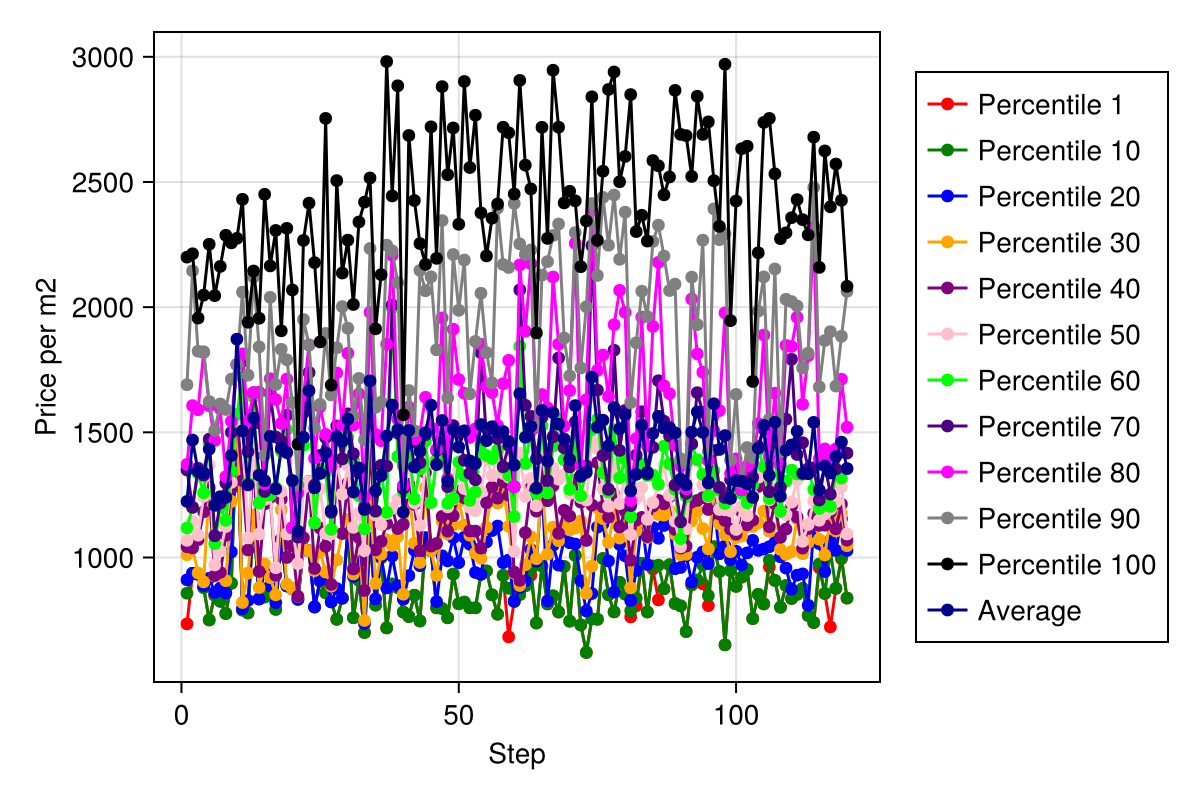 3000
2500
2000
1500
1000
Price per m2
0
50
100
Step
Percentile 1
Percentile 10
Percentile 20
Percentile 30
Percentile 40
Percentile 50
Percentile 60
Percentile 70
Percentile 80
Percentile 90
Percentile 100
Average